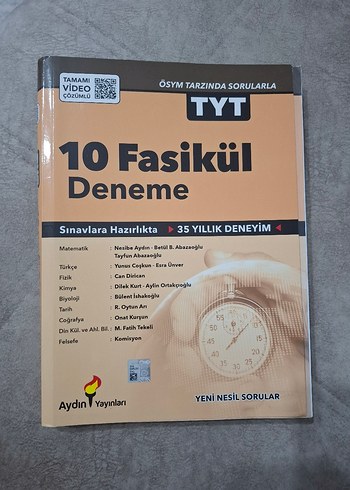 TAMAMI
VİDEO
ÇÖZÜMLÜ
ÖSYM TARZINDA SORULARLA
TYT
10 Fasikül
Deneme
Sınavlara Hazırlıkta 35 YILLIK DENEYİM
Matematik : Nesibe Aydın - Betül B. Abazaoğlu
Tayfun Abazaoğlu
Türkçe : Yunus Coşkun - Esra Ünver
Fizik : Can Dirican
Kimya : Dilek Kurt - Aylin Ortakçıoğlu
Biyoloji : Bülent İshakoğlu
Tarih : R. Oytun Arı
Coğrafya : Onat Kurşun
Din Kül. ve Ahl. Bil. : M. Fatih Tekeli
Felsefe : Komisyon
Aydın Yayınları
YENİ NESİL SORULAR